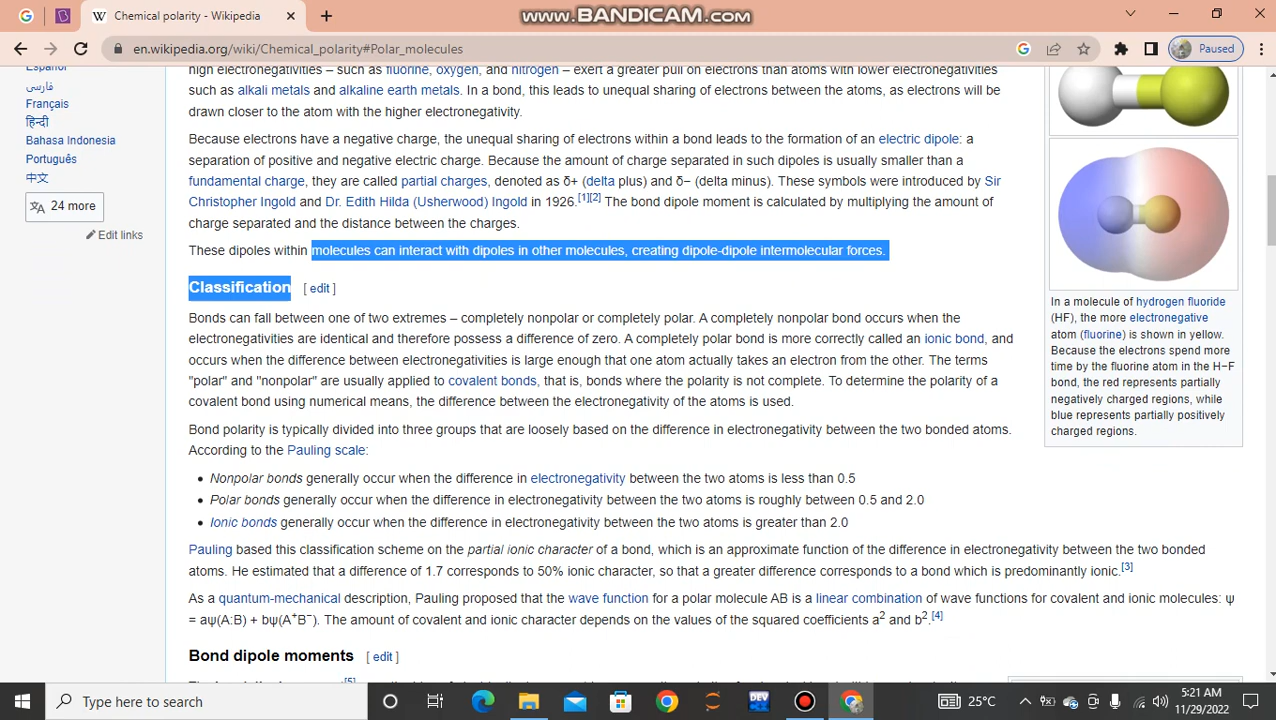 Chemical polarity - Wikipedia
www.BANDICAM.com
en.wikipedia.org/wiki/Chemical_polarity#Polar_molecules
Paused
Español
فارسی
Français
हिन्दी
Bahasa Indonesia
Português
中文
24 more
Edit links
high electronegativities – such as fluorine, oxygen, and nitrogen – exert a greater pull on electrons than atoms with lower electronegativities
such as alkali metals and alkaline earth metals. In a bond, this leads to unequal sharing of electrons between the atoms, as electrons will be
drawn closer to the atom with the higher electronegativity.
Because electrons have a negative charge, the unequal sharing of electrons within a bond leads to the formation of an electric dipole: a
separation of positive and negative electric charge. Because the amount of charge separated in such dipoles is usually smaller than a
fundamental charge, they are called partial charges, denoted as δ+ (delta plus) and δ− (delta minus). These symbols were introduced by Sir
Christopher Ingold and Dr. Edith Hilda (Usherwood) Ingold in 1926.[1][2] The bond dipole moment is calculated by multiplying the amount of
charge separated and the distance between the charges.
These dipoles within molecules can interact with dipoles in other molecules, creating dipole-dipole intermolecular forces.
Classification [ edit ]
Bonds can fall between one of two extremes – completely nonpolar or completely polar. A completely nonpolar bond occurs when the
electronegativities are identical and therefore possess a difference of zero. A completely polar bond is more correctly called an ionic bond, and
occurs when the difference between electronegativities is large enough that one atom actually takes an electron from the other. The terms
"polar" and "nonpolar" are usually applied to covalent bonds, that is, bonds where the polarity is not complete. To determine the polarity of a
covalent bond using numerical means, the difference between the electronegativity of the atoms is used.
Bond polarity is typically divided into three groups that are loosely based on the difference in electronegativity between the two bonded atoms.
According to the Pauling scale:
• Nonpolar bonds generally occur when the difference in electronegativity between the two atoms is less than 0.5
• Polar bonds generally occur when the difference in electronegativity between the two atoms is roughly between 0.5 and 2.0
• Ionic bonds generally occur when the difference in electronegativity between the two atoms is greater than 2.0
Pauling based this classification scheme on the partial ionic character of a bond, which is an approximate function of the difference in electronegativity between the two bonded
atoms. He estimated that a difference of 1.7 corresponds to 50% ionic character, so that a greater difference corresponds to a bond which is predominantly ionic.[3]
As a quantum-mechanical description, Pauling proposed that the wave function for a polar molecule AB is a linear combination of wave functions for covalent and ionic molecules: ψ
= aψ(A:B) + bψ(A⁺B⁻). The amount of covalent and ionic character depends on the values of the squared coefficients a² and b².[4]
Bond dipole moments [ edit ]
In a molecule of hydrogen fluoride
(HF), the more electronegative
atom (fluorine) is shown in yellow.
Because the electrons spend more
time by the fluorine atom in the H−F
bond, the red represents partially
negatively charged regions, while
blue represents partially positively
charged regions.
Type here to search
DEV
25°C
5:21 AM
11/29/2022